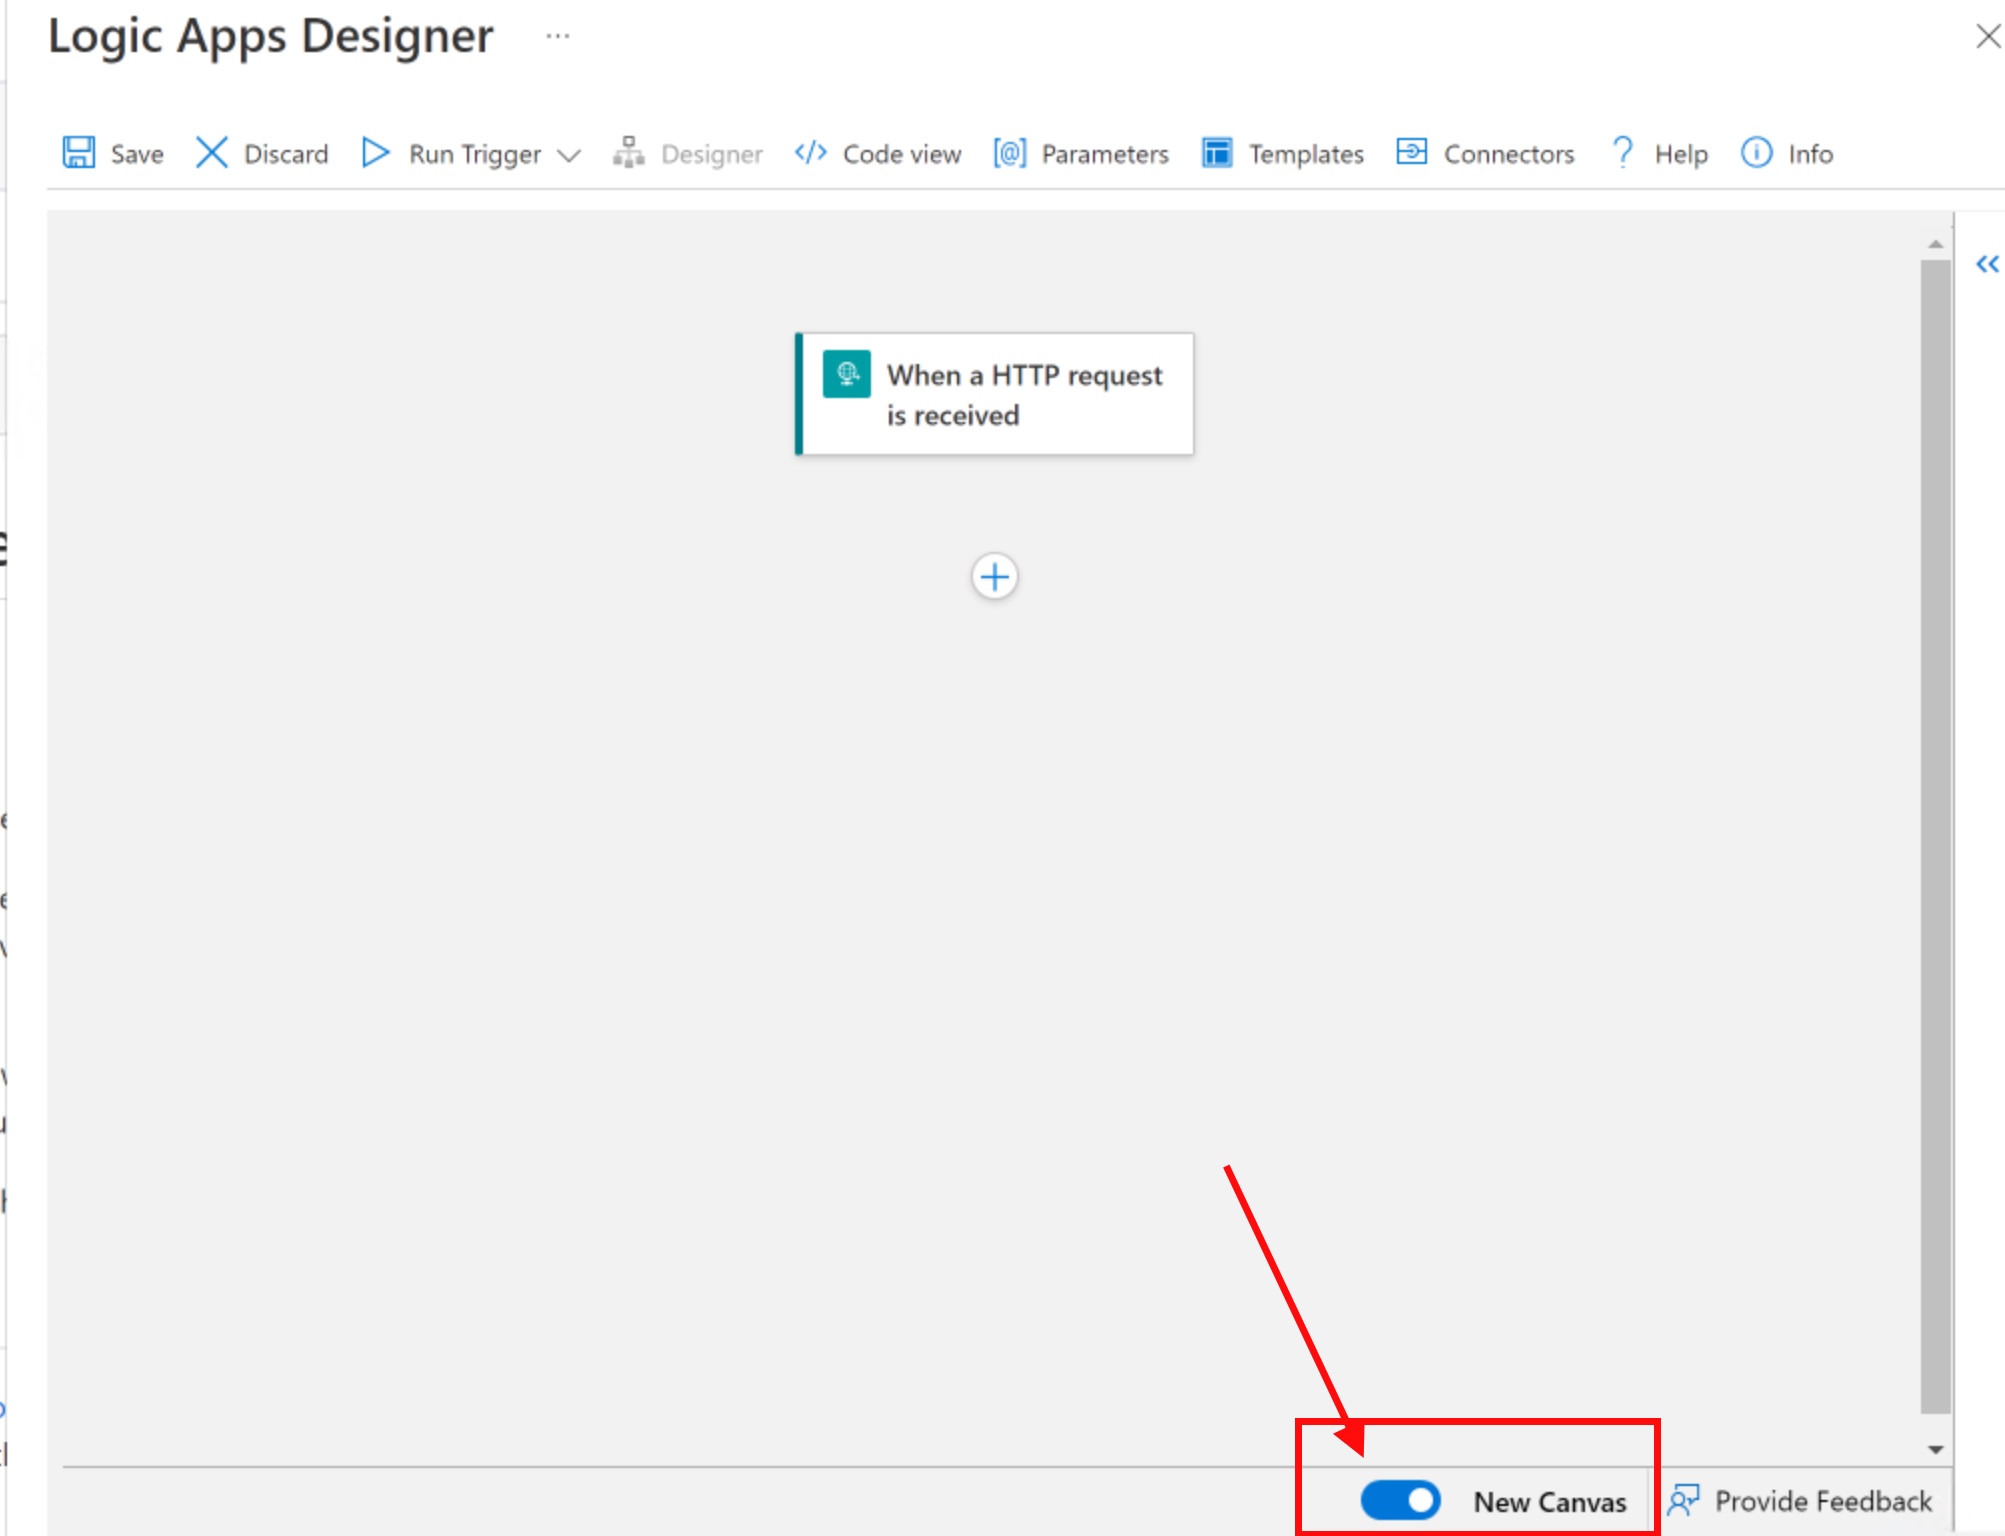 Logic Apps Designer ...
Save Discard Run Trigger Designer </> Code view [@] Parameters Templates Connectors ? Help Info
When a HTTP request
is received
New Canvas Provide Feedback